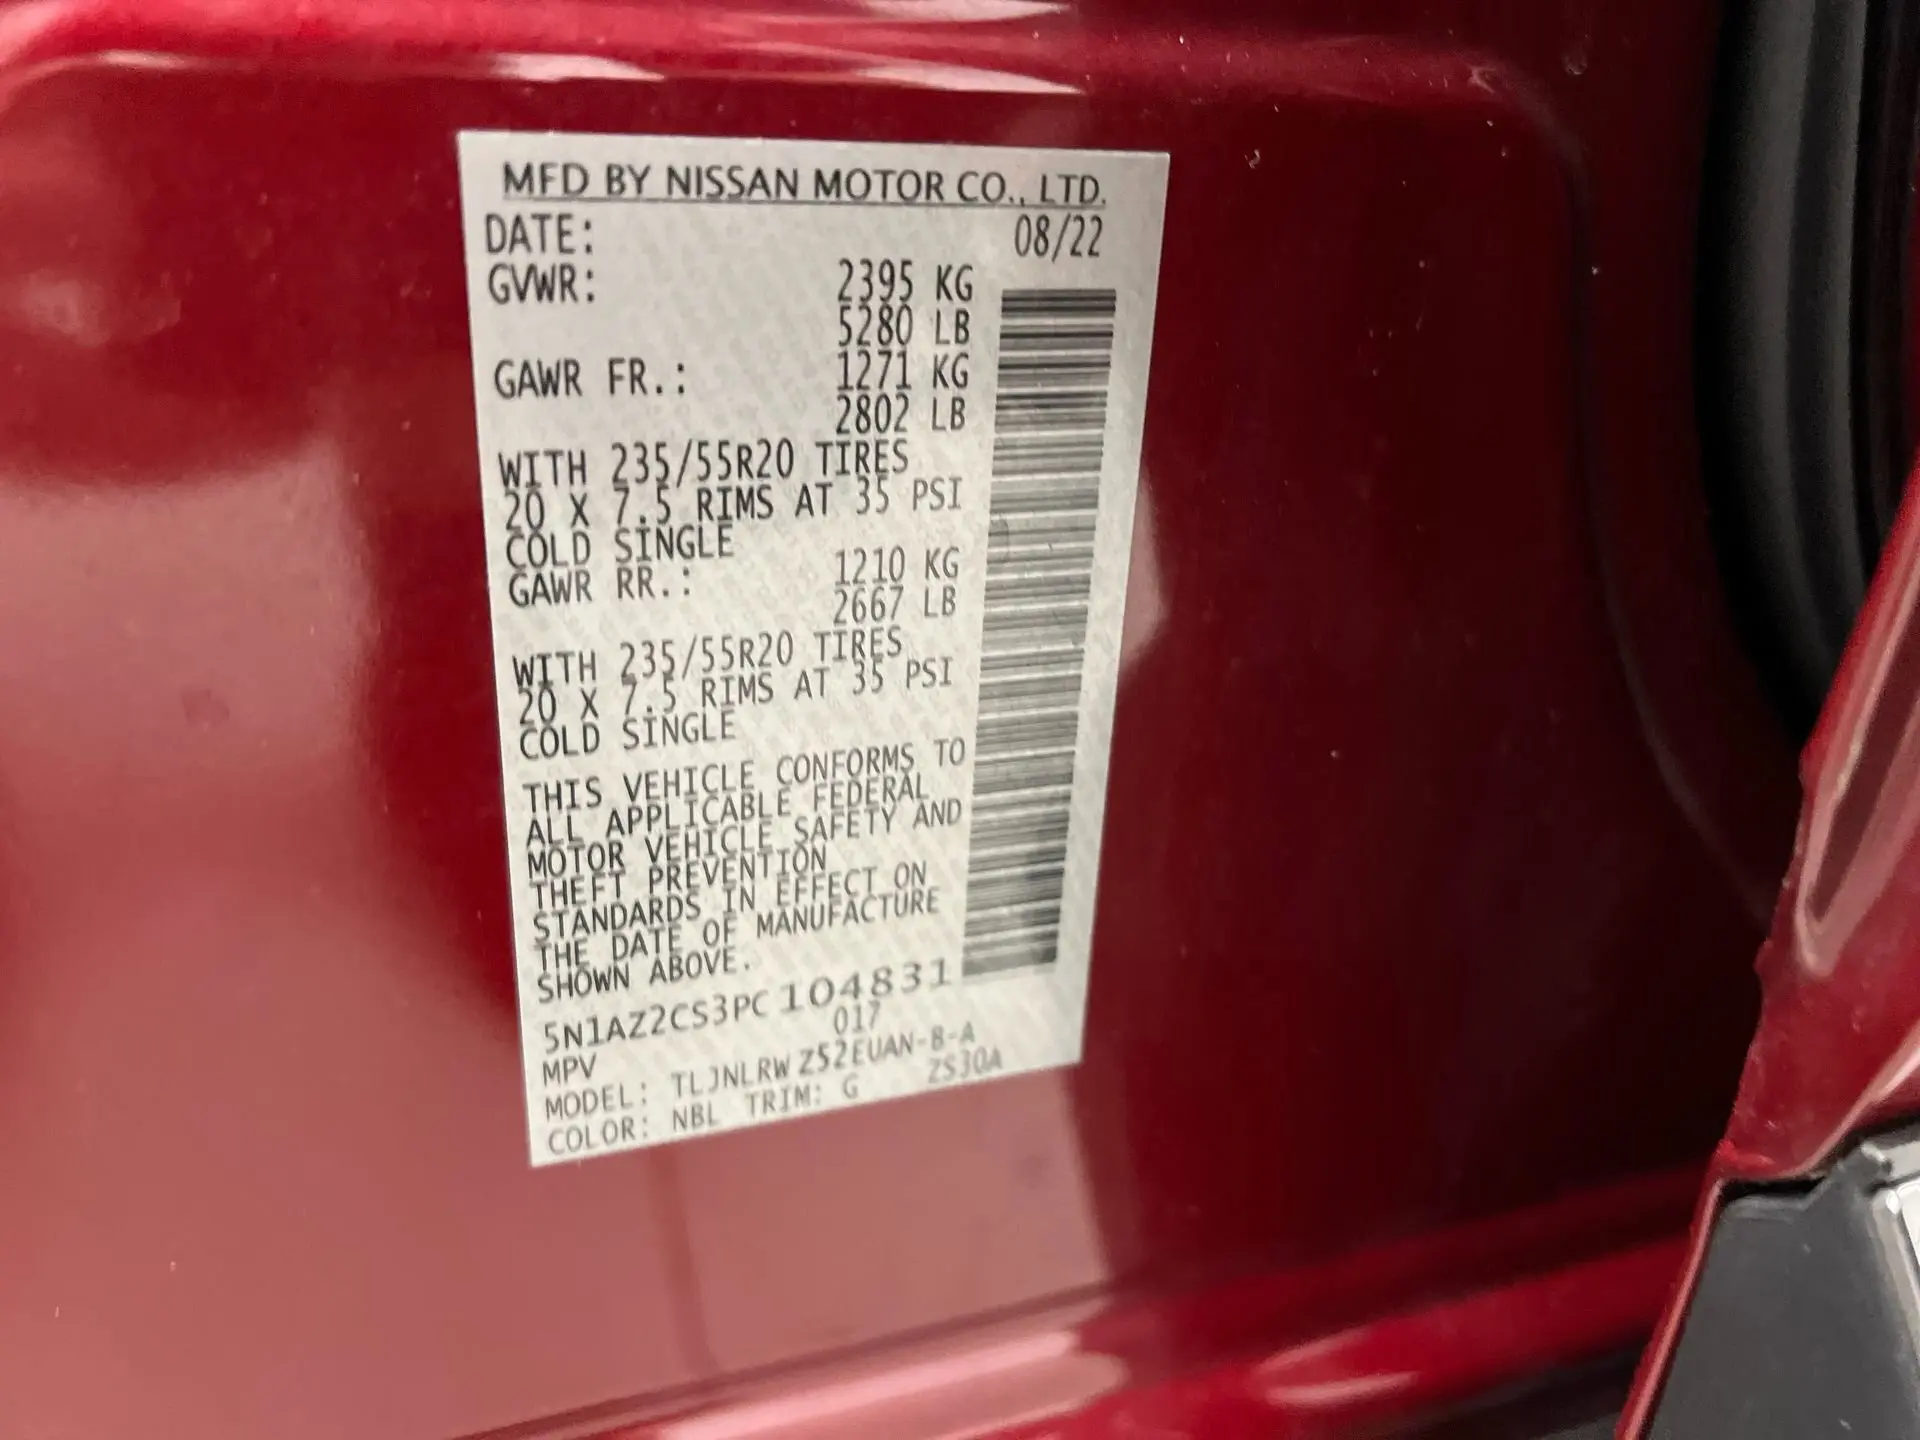 MFD BY NISSAN MOTOR CO., LTD.
DATE: 08/22
GVWR: 2395 KG
5280 LB
GAWR FR.: 1271 KG
2802 LB
WITH 235/55R20 TIRES
20 X 7.5 RIMS AT 35 PSI
COLD SINGLE
GAWR RR.: 1210 KG
2667 LB
WITH 235/55R20 TIRES
20 X 7.5 RIMS AT 35 PSI
COLD SINGLE
THIS VEHICLE CONFORMS TO
ALL APPLICABLE FEDERAL
MOTOR VEHICLE SAFETY AND
THEFT PREVENTION
STANDARDS IN EFFECT ON
THE DATE OF MANUFACTURE
SHOWN ABOVE.
5N1AZ2CS3PC104831
MPV 017
MODEL: TLJNLRW Z52EUAN-B-A
COLOR: NBL TRIM: G ZS30A